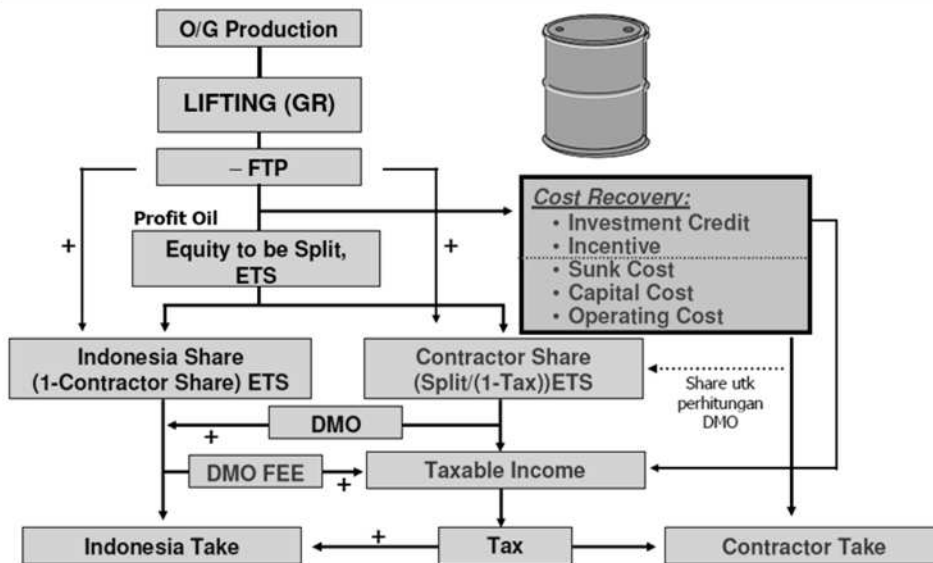 O/G Production
LIFTING (GR)
– FTP
Profit Oil
+
+
Equity to be Split,
ETS
Cost Recovery:
• Investment Credit
• Incentive
• Sunk Cost
• Capital Cost
• Operating Cost
Indonesia Share
(1-Contractor Share) ETS
Contractor Share
(Split/(1-Tax))ETS
Share utk
perhitungan
DMO
DMO
+
DMO FEE
+
Taxable Income
Indonesia Take
+
Tax
Contractor Take